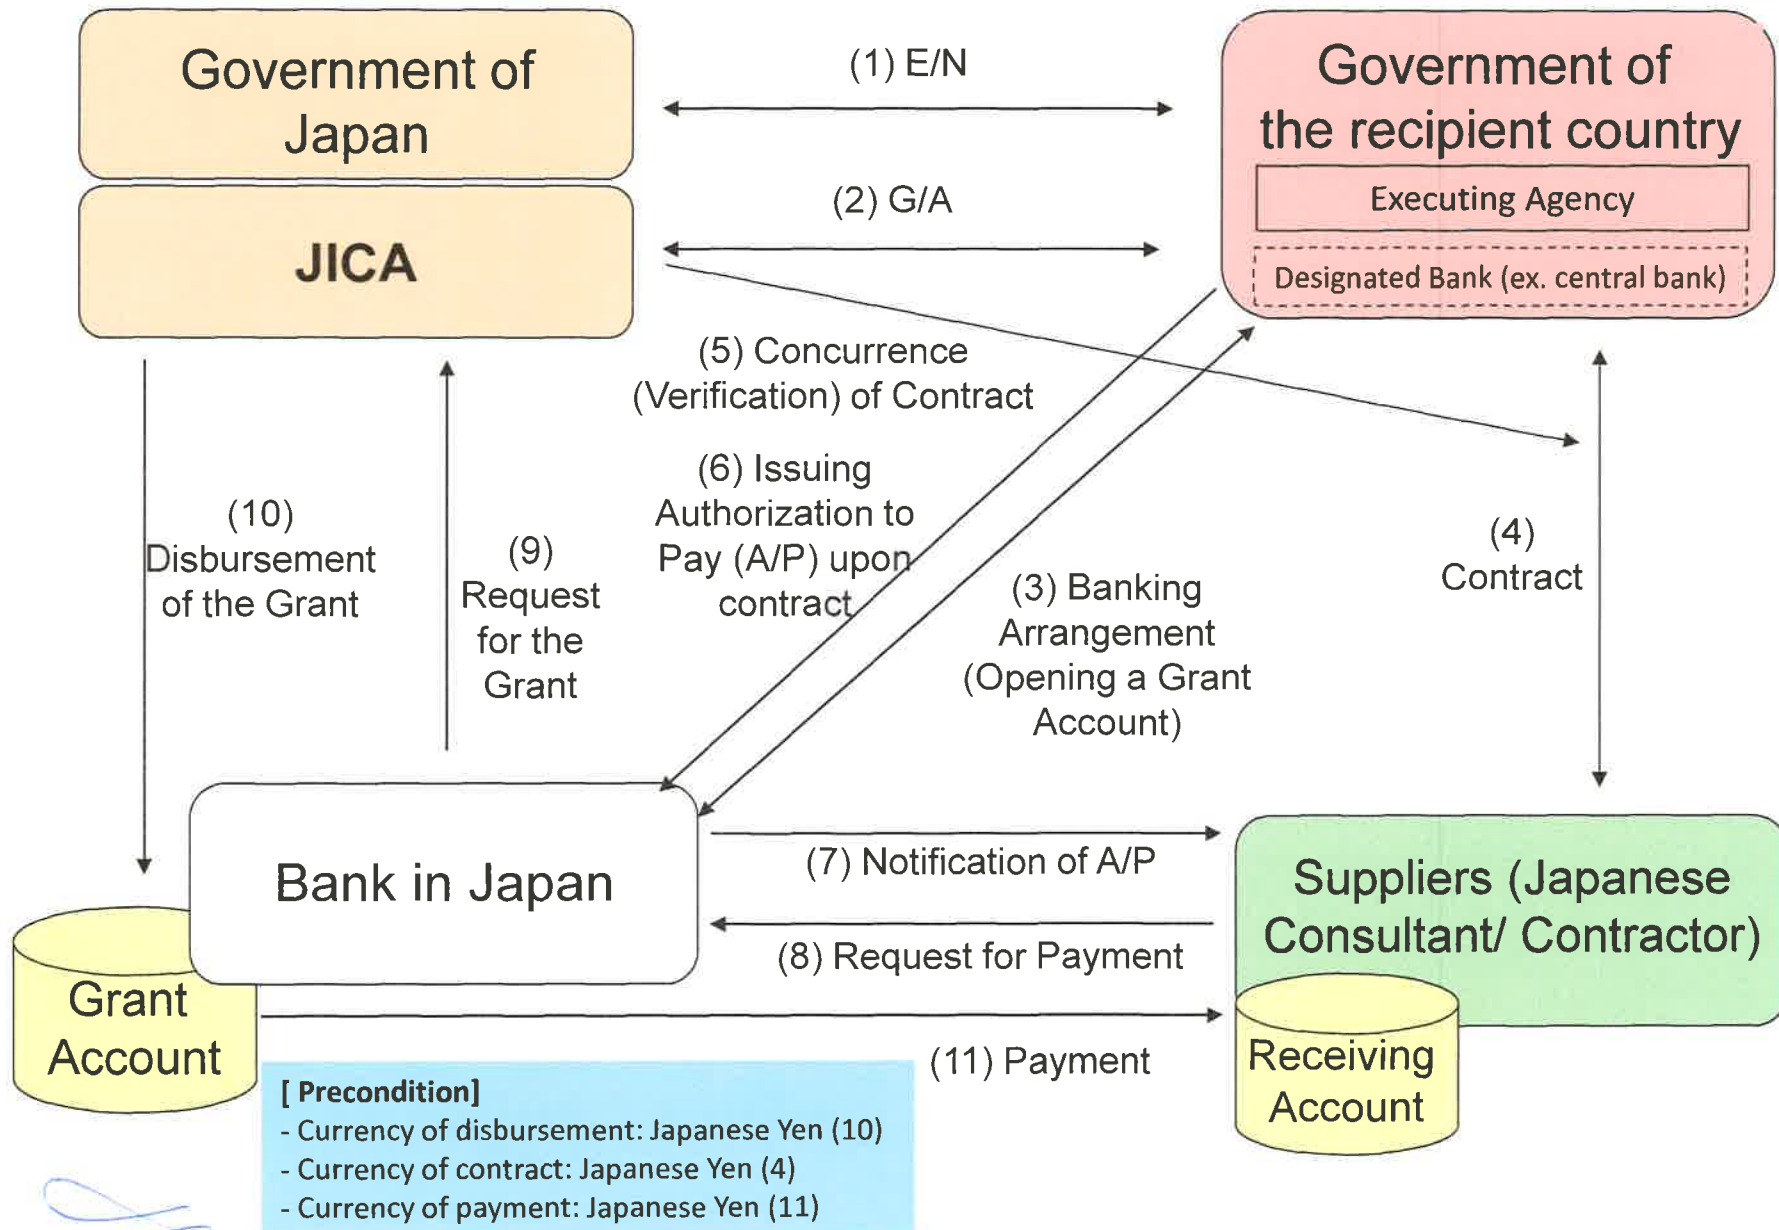 Government of
Japan
JICA
(1) E/N
(2) G/A
Government of
the recipient country
Executing Agency
Designated Bank (ex. central bank)
(5) Concurrence
(Verification) of Contract
(6) Issuing
Authorization to
Pay (A/P) upon
contract
(10)
Disbursement
of the Grant
(9)
Request
for the
Grant
(3) Banking
Arrangement
(Opening a Grant
Account)
(4)
Contract
Bank in Japan
(7) Notification of A/P
(8) Request for Payment
Suppliers (Japanese
Consultant/ Contractor)
Grant
Account
(11) Payment
Receiving
Account
[ Precondition]
- Currency of disbursement: Japanese Yen (10)
- Currency of contract: Japanese Yen (4)
- Currency of payment: Japanese Yen (11)